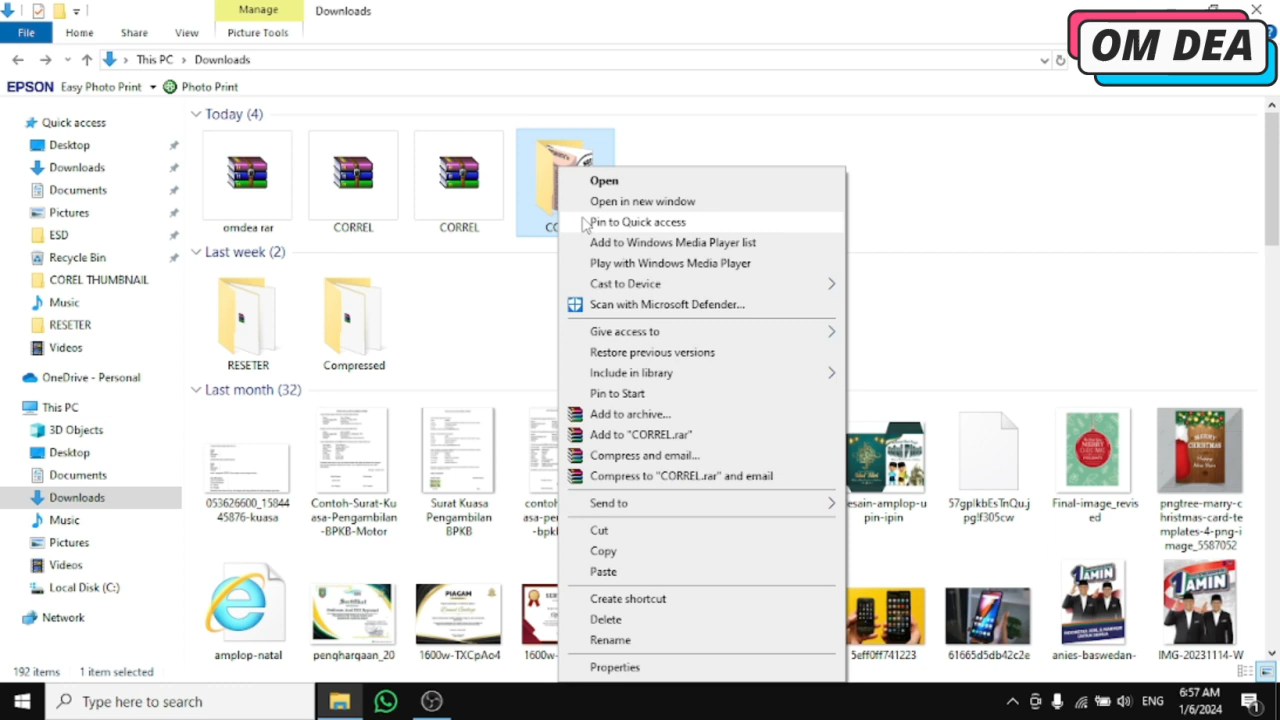 Manage
Downloads
OM DEA
File
Home
Share
View
Picture Tools
This PC
Downloads
EPSON
Easy Photo Print
Photo Print
Quick access
Desktop
Downloads
Documents
Pictures
ESD
Recycle Bin
COREL THUMBNAIL
Music
RESETER
Videos
OneDrive - Personal
This PC
3D Objects
Desktop
Documents
Downloads
Music
Pictures
Videos
Local Disk (C:)
Network
Today (4)
omdea rar
CORREL
CORREL
Last week (2)
RESETER
Compressed
Last month (32)
053626600_15844
45876-kuasa
Contoh-Surat-Ku
asa-Pengambilan
-BPKB-Motor
Surat Kuasa
Pengambilan
BPKB
esain-amplop-u
pin-ipin
57gplkbEsTnQu.j
pg!f305cw
Final-image_revis
ed
pngtree-marry-c
hristmas-card-te
mplates-4-png-i
mage_5587052
MERRY
CHRISTMAS
1AMIN
1AMIN
PIAGAM
amplop-natal
penghargaan_20
1600w-TXCpAo4
1600w-
5eff0ff741223
61665d5db42c2e
anies-baswedan-
IMG-20231114-W
Open
Open in new window
Pin to Quick access
Add to Windows Media Player list
Play with Windows Media Player
Cast to Device
Scan with Microsoft Defender...
Give access to
Restore previous versions
Include in library
Pin to Start
Add to archive...
Add to "CORREL.rar"
Compress and email...
Compress to "CORREL.rar" and email
Send to
Cut
Copy
Paste
Create shortcut
Delete
Rename
Properties
192 items
1 item selected
Type here to search
ENG
6:57 AM
1/6/2024